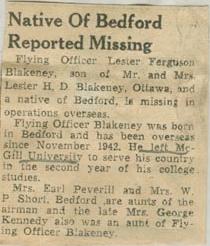 Native Of Bedford
Reported Missing
Flying Officer Lester Ferguson
Blakeney, son of Mr. and Mrs.
Lester H. D. Blakeney, Ottawa, and
a native of Bedford, is missing in
operations overseas.
Flying Officer Blakeney was born
in Bedford and has been overseas
since November 1942. He left Mc-
Gill University to serve his country
in the second year of his college
studies.
Mrs. Earl Peverill and Mrs. W.
P Short, Bedford, are aunts of the
airman and the late Mrs. George
Kennedy also was an aunt of Fly-
ing Officer Blakeney.